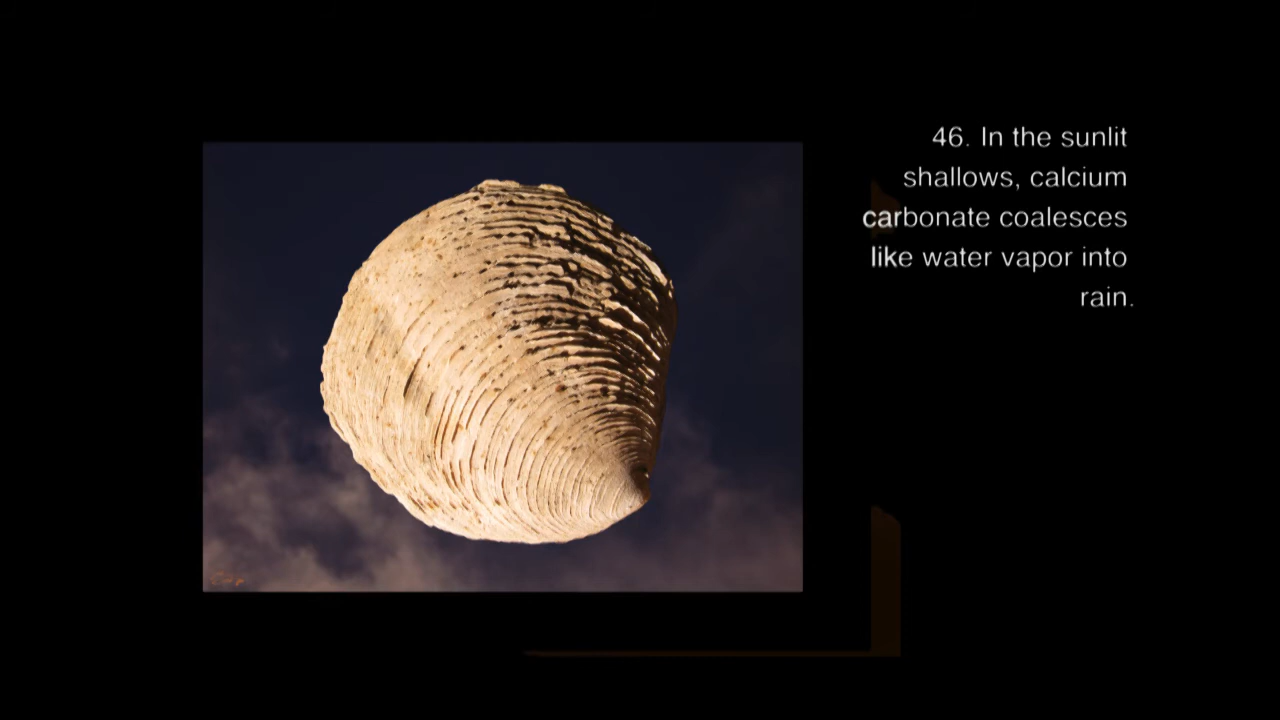 46. In the sunlit
shallows, calcium
carbonate coalesces
like water vapor into
rain.